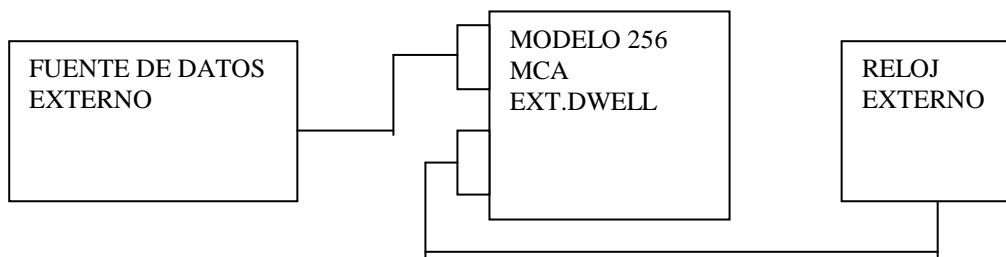 FUENTE DE DATOS
EXTERNO
MODELO 256
MCA
EXT.DWELL
RELOJ
EXTERNO